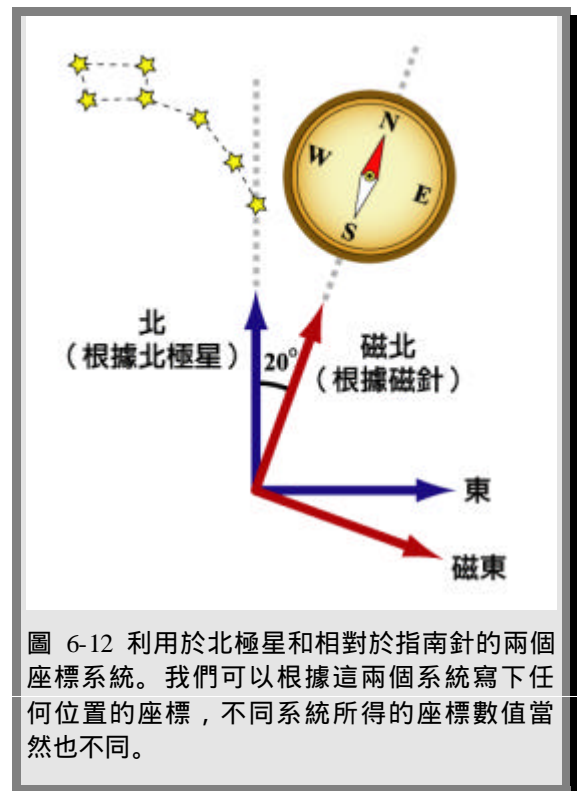 N
W
E
S
北
（根據北極星）
20°
磁北
（根據磁針）
東
磁東
圖 6-12 利用於北極星和相對於指南針的兩個
座標系統。我們可以根據這兩個系統寫下任
何位置的座標，不同系統所得的座標數值當
然也不同。